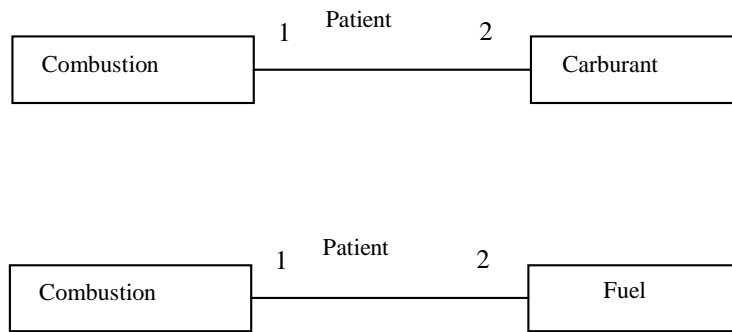 1 Patient 2
Combustion Carburant
1 Patient 2
Combustion Fuel